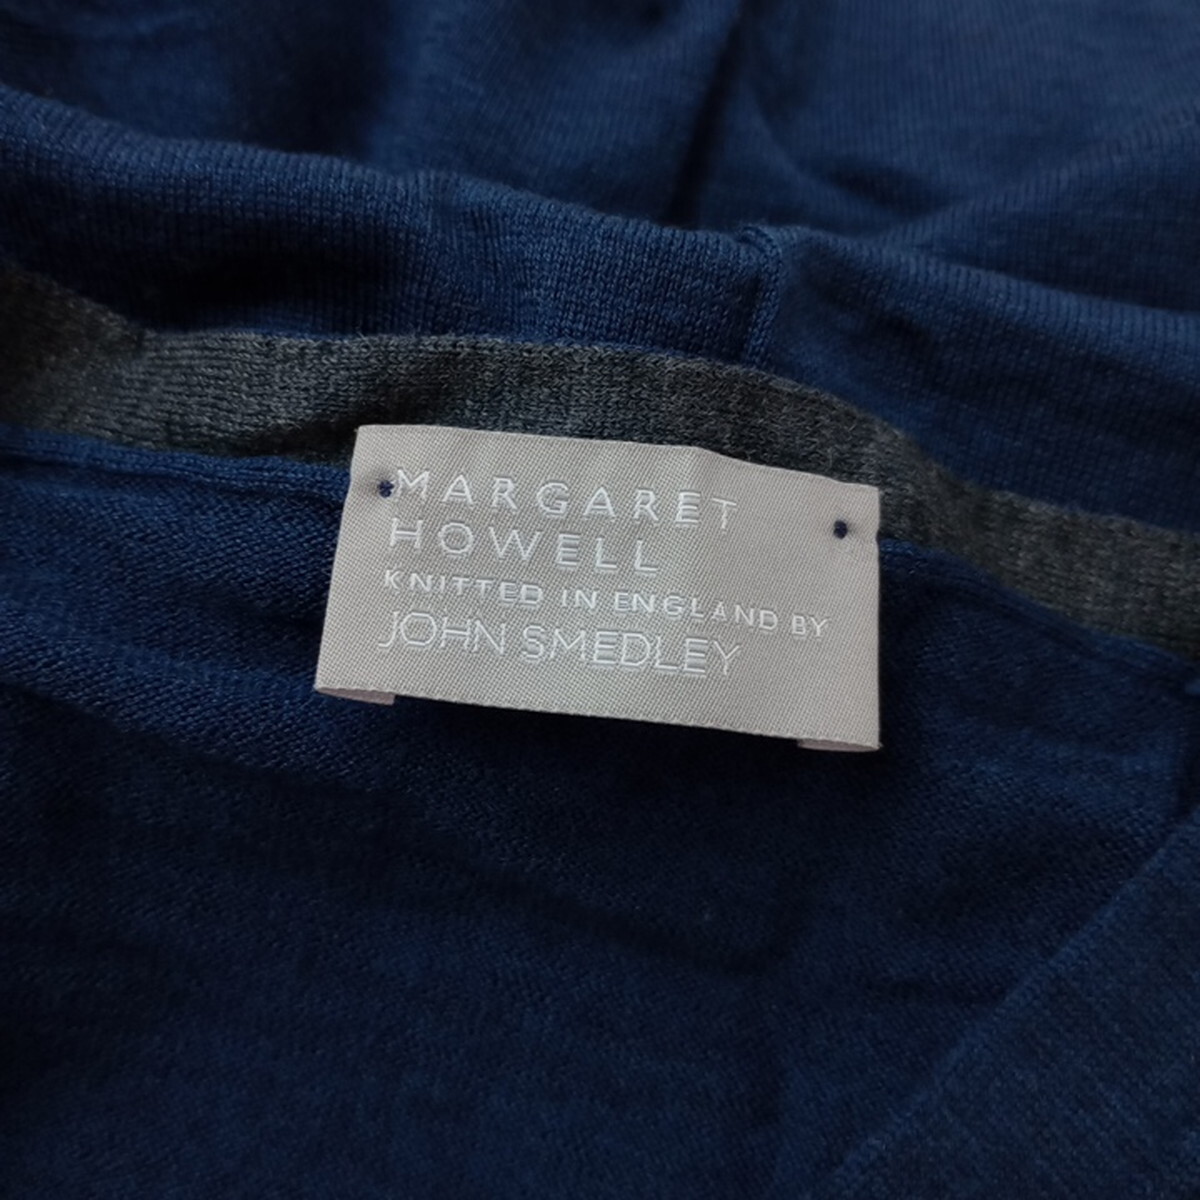 MARGARET
HOWELL
KNITTED IN ENGLAND BY
JOHN SMEDLEY